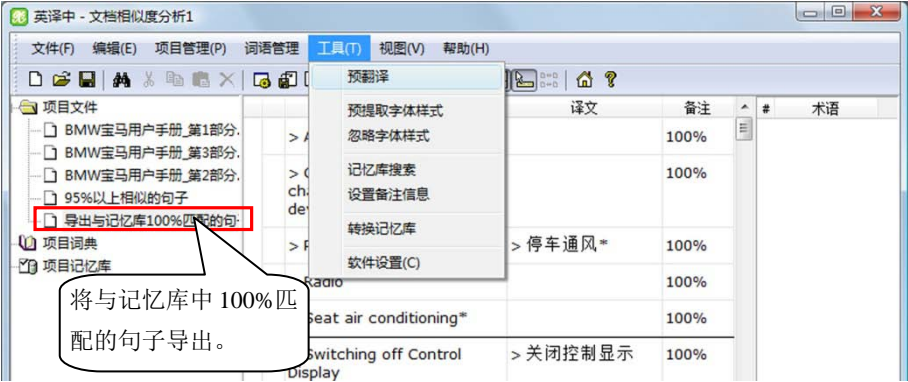 英译中 - 文档相似度分析1
文件(F) 编辑(E) 项目管理(P) 词语管理 工具(T) 视图(V) 帮助(H)
预翻译
预提取字体样式
忽略字体样式
记忆库搜索
设置备注信息
转换记忆库
软件设置(C)
项目文件
BMW宝马用户手册_第1部分.
BMW宝马用户手册_第3部分.
BMW宝马用户手册_第2部分.
95%以上相似的句子
导出与记忆库100%匹配的句
项目词典
项目记忆库
将与记忆库中 100%匹
配的句子导出。
译文 备注 # 术语
> 100%
> 100%
> > 停车通风* 100%
Radio 100%
Seat air conditioning* 100%
Switching off Control > 关闭控制显示 100%
Display